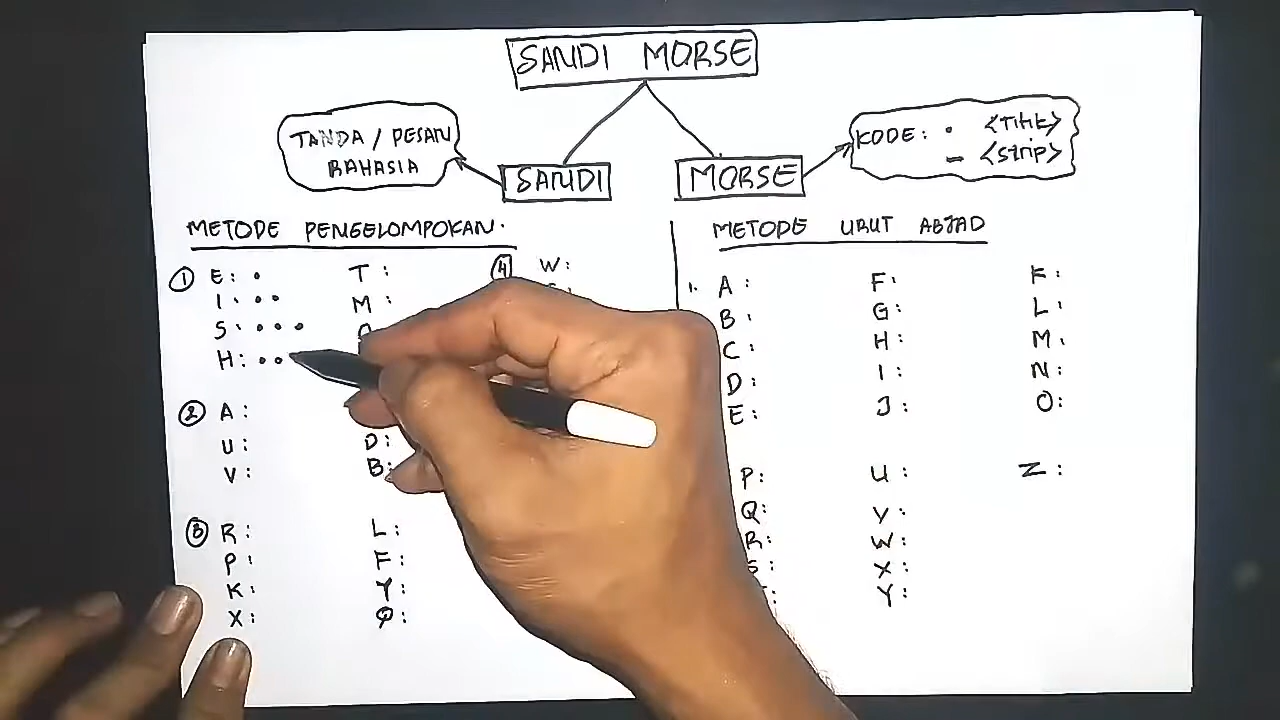 SANDI MORSE
TANDA / PESAN
RAHASIA
KODE: • <Titik>
– <Strip>
SANDI
MORSE
METODE PENGELOMPOKAN.
① E: •
I: • •
S: • • •
H: • •
T:
M:
② A:
U:
V:
D:
B:
③ R:
P:
K:
X:
L:
F:
Y:
Q:
④ W:
METODE URUT ABJAD
1. A:
B:
C:
D:
E:
F:
G:
H:
I:
J:
K:
L:
M:
N:
O:
P:
Q:
R:
S:
U:
V:
W:
X:
Y:
Z: